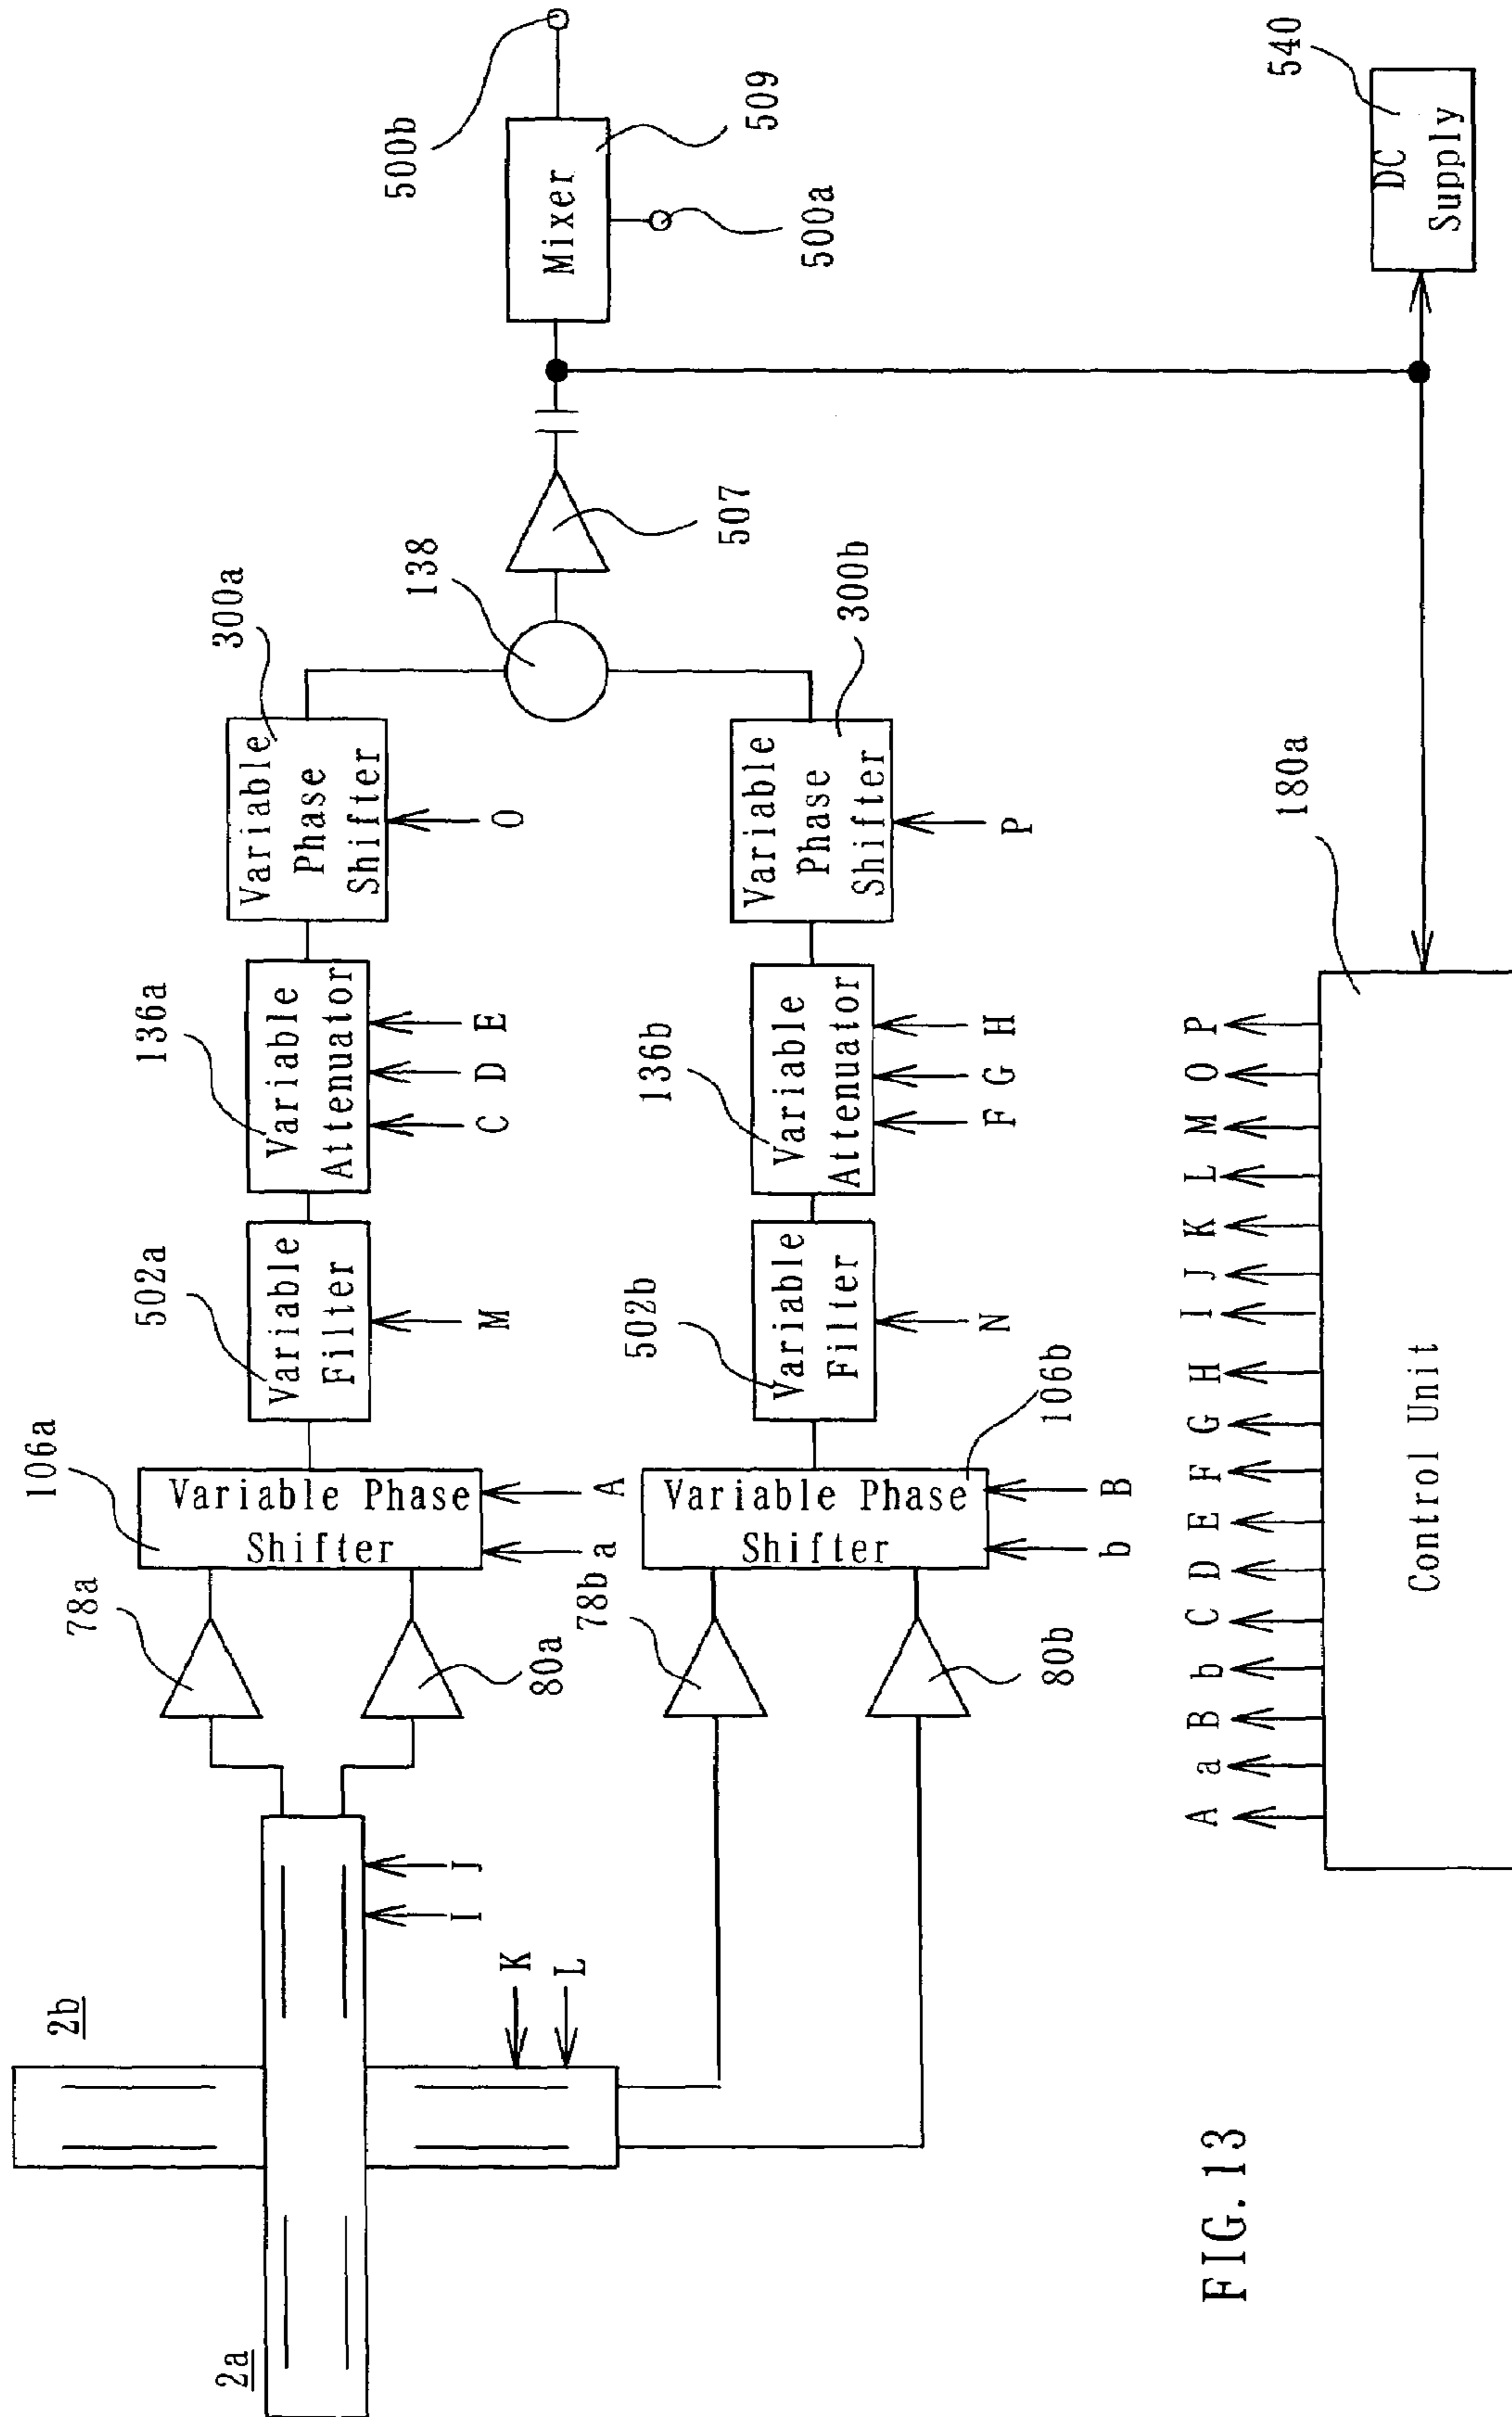 2a
2b
I
J
K
L
78a
80a
78b
80b
106a
Variable Phase
Shifter
a
A
106b
Variable Phase
Shifter
b
B
502a
Variable
Filter
M
502b
Variable
Filter
N
136a
Variable
Attenuator
C
D
E
136b
Variable
Attenuator
F
G
H
300a
Variable
Phase
Shifter
O
300b
Variable
Phase
Shifter
P
138
507
Mixer
509
500a
500b
A a B b C D E F G H I J K L M O P
Control Unit
180a
DC
Supply
540
FIG. 13